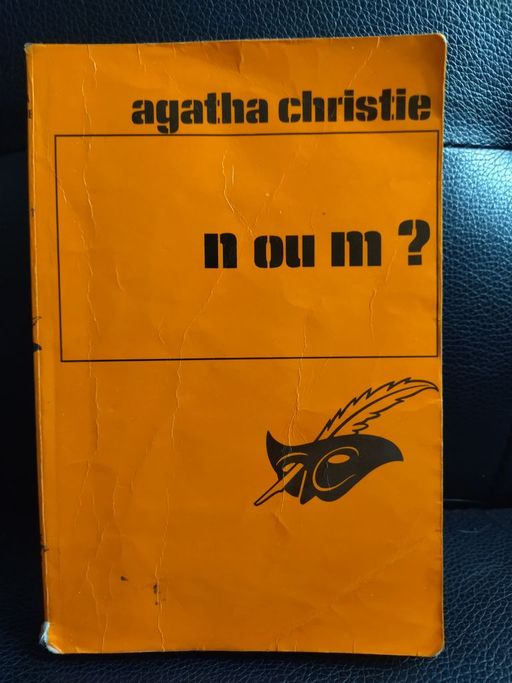 agatha christie
n ou m ?